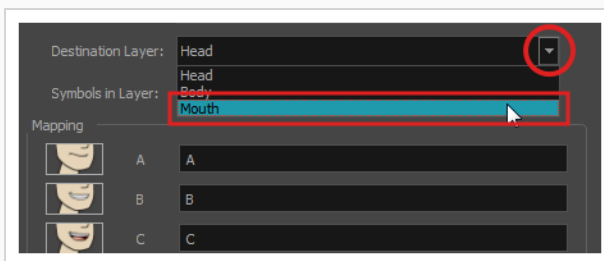 Destination Layer: Head
Head
Symbols in Layer: Body
Mouth
Mapping
A A
B B
C C